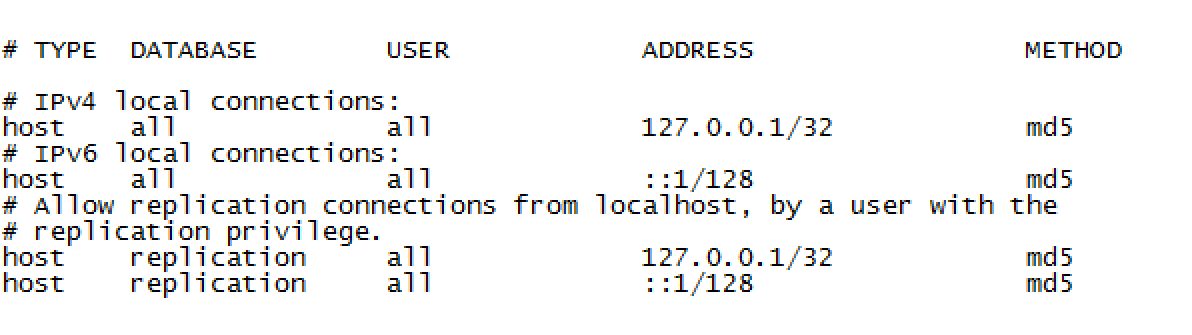 # TYPE  DATABASE        USER            ADDRESS                 METHOD
# IPv4 local connections:
host    all             all             127.0.0.1/32            md5
# IPv6 local connections:
host    all             all             ::1/128                 md5
# Allow replication connections from localhost, by a user with the
# replication privilege.
host    replication     all             127.0.0.1/32            md5
host    replication     all             ::1/128                 md5